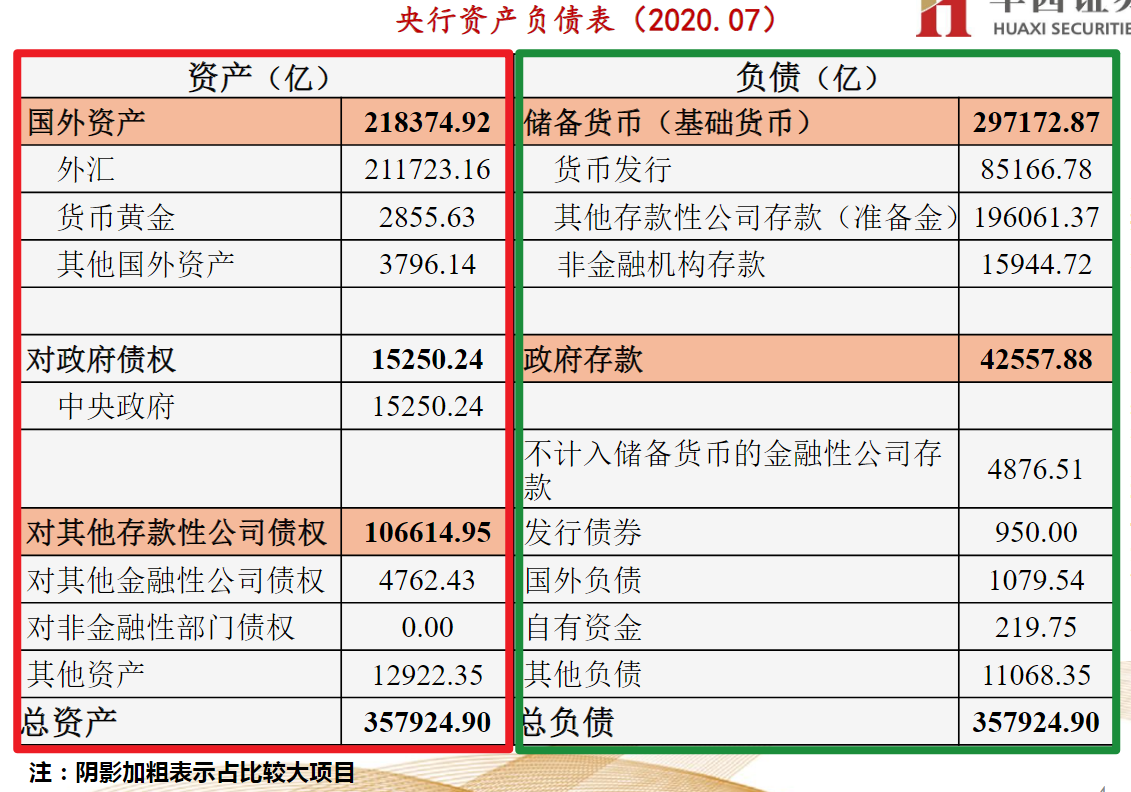 央行资产负债表（2020.07）
HUAXI SECURITIE
资产（亿） 负债（亿）
国外资产 218374.92 储备货币（基础货币） 297172.87
外汇 211723.16 货币发行 85166.78
货币黄金 2855.63 其他存款性公司存款（准备金） 196061.37
其他国外资产 3796.14 非金融机构存款 15944.72
对政府债权 15250.24 政府存款 42557.88
中央政府 15250.24
不计入储备货币的金融性公司存
款 4876.51
对其他存款性公司债权 106614.95 发行债券 950.00
对其他金融性公司债权 4762.43 国外负债 1079.54
对非金融性部门债权 0.00 自有资金 219.75
其他资产 12922.35 其他负债 11068.35
总资产 357924.90 总负债 357924.90
注：阴影加粗表示占比较大项目